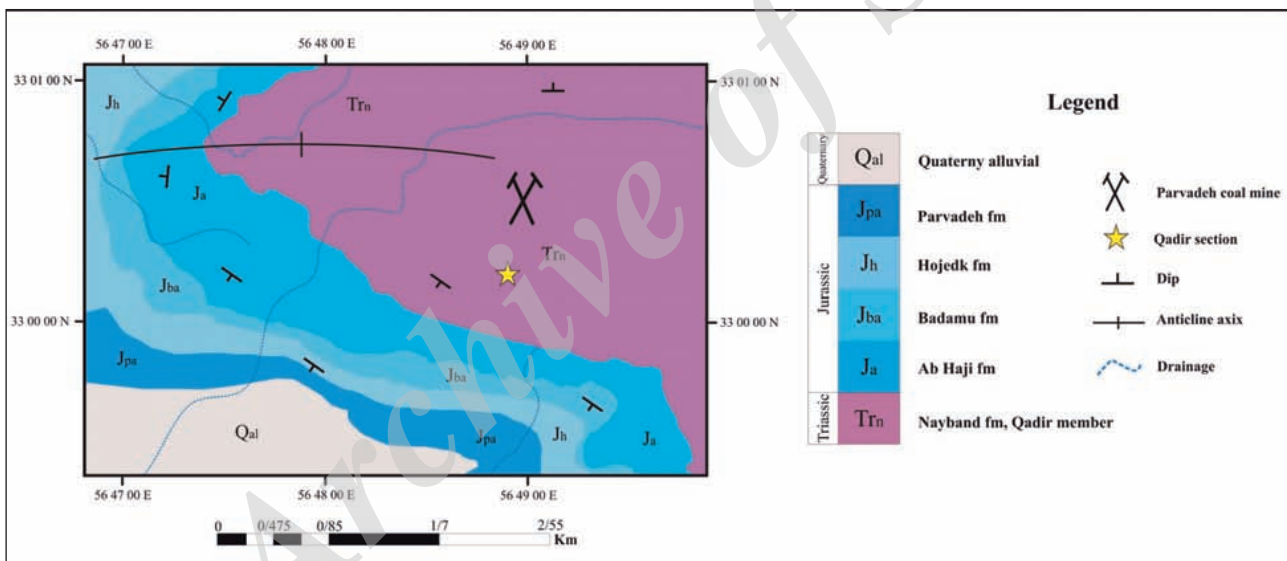 56 47 00 E
56 48 00 E
56 49 00 E
33 01 00 N
33 01 00 N
Jh
Trn
Ja
Trn
Jba
33 00 00 N
33 00 00 N
Jpa
Jba
Qal
Jpa
Jh
Ja
56 47 00 E
56 48 00 E
56 49 00 E
0 0/475 0/85 1/7 2/55
Km
Legend
Quaternary
Qal
Quaterny alluvial
Jurassic
Jpa
Parvadeh fm
Jh
Hojedk fm
Jba
Badamu fm
Ja
Ab Haji fm
Triassic
Trn
Nayband fm, Qadir member
Parvadeh coal mine
Qadir section
Dip
Anticline axix
Drainage
Archive of S